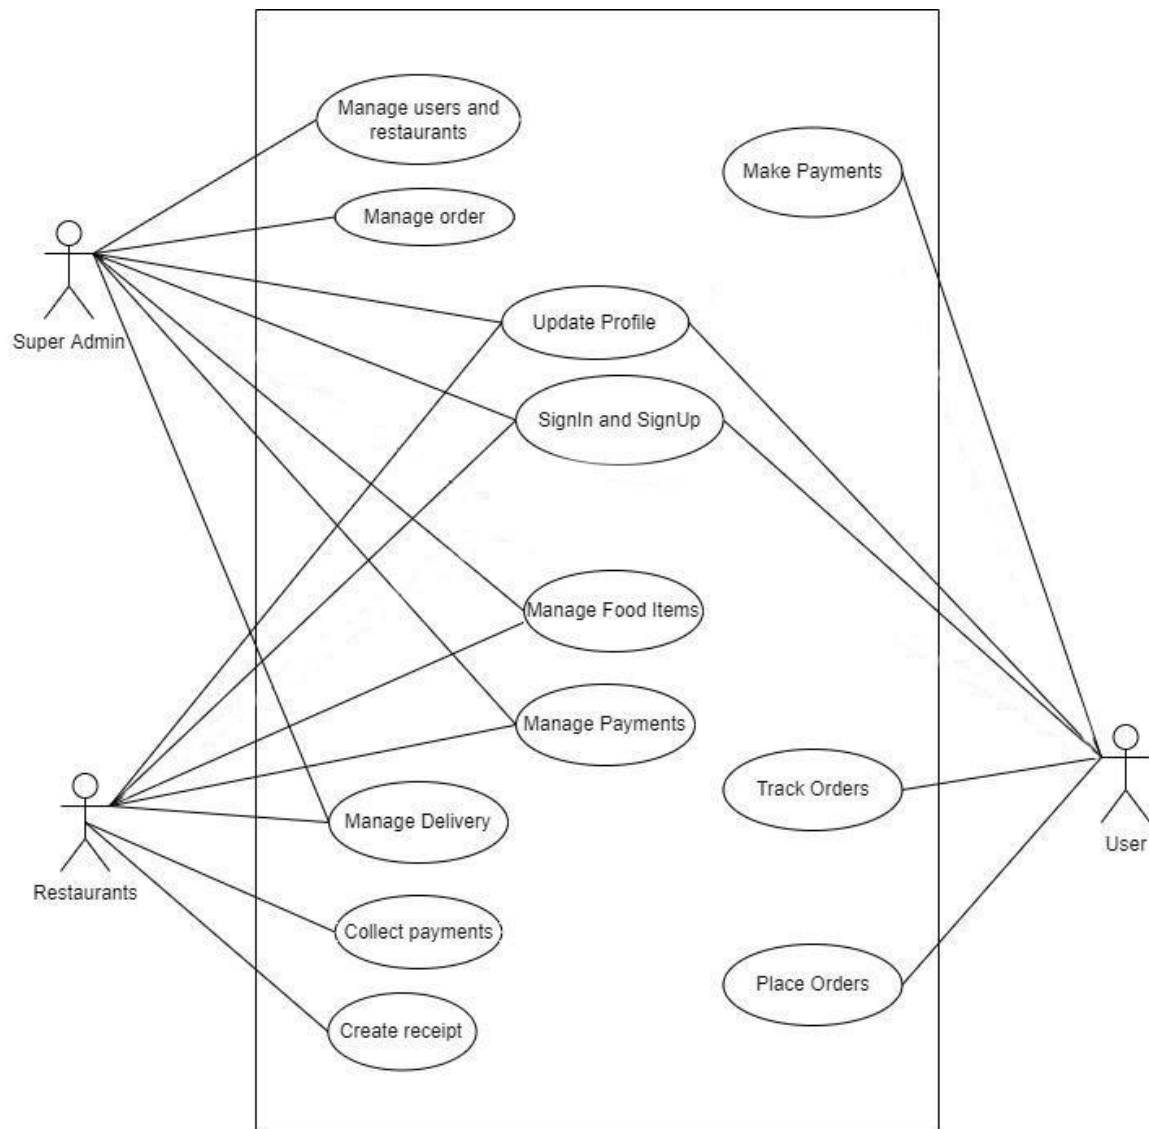 Manage users and
restaurants
Make Payments
Manage order
Super Admin
Update Profile
SignIn and SignUp
Manage Food Items
Manage Payments
Track Orders
Manage Delivery
User
Restaurants
Collect payments
Place Orders
Create receipt